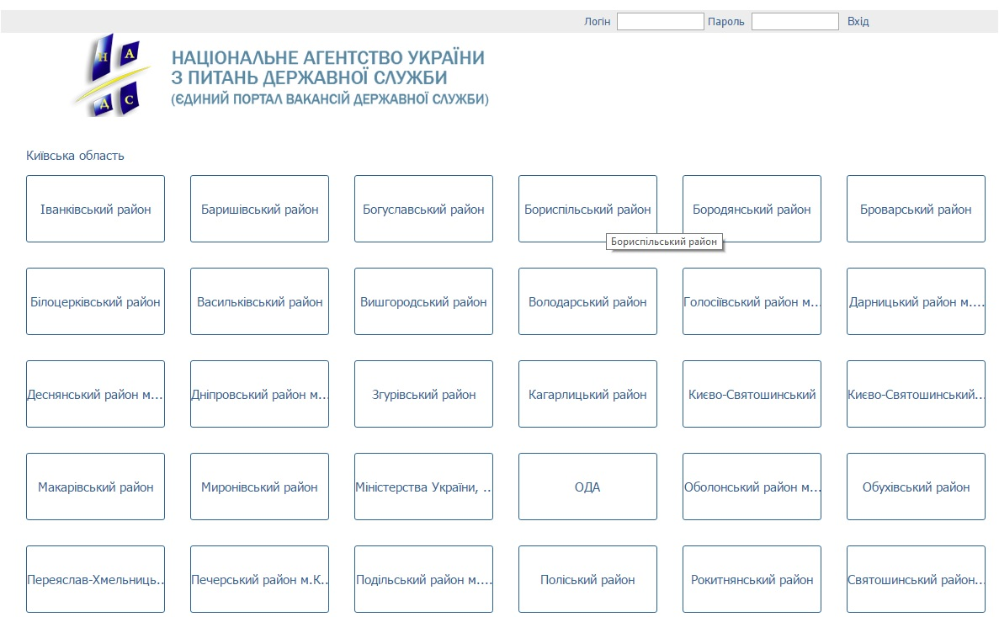 Логін Пароль Вхід
Н А
Д С
НАЦІОНАЛЬНЕ АГЕНТСТВО УКРАЇНИ
З ПИТАНЬ ДЕРЖАВНОЇ СЛУЖБИ
(ЄДИНИЙ ПОРТАЛ ВАКАНСІЙ ДЕРЖАВНОЇ СЛУЖБИ)
Київська область
Іванківський район Баришівський район Богуславський район Бориспільський район Бородянський район Броварський район
Бориспільський район
Білоцерківський район Васильківський район Вишгородський район Володарський район Голосіївський район м... Дарницький район м....
Деснянський район м... Дніпровський район м... Згурівський район Кагарлицький район Києво-Святошинський Києво-Святошинський...
Макарівський район Миронівський район Міністерства України, .. ОДА Оболонський район м... Обухівський район
Переяслав-Хмельниць.. Печерський район м.К.. Подільський район м.... Поліський район Рокитнянський район Святошинський район...